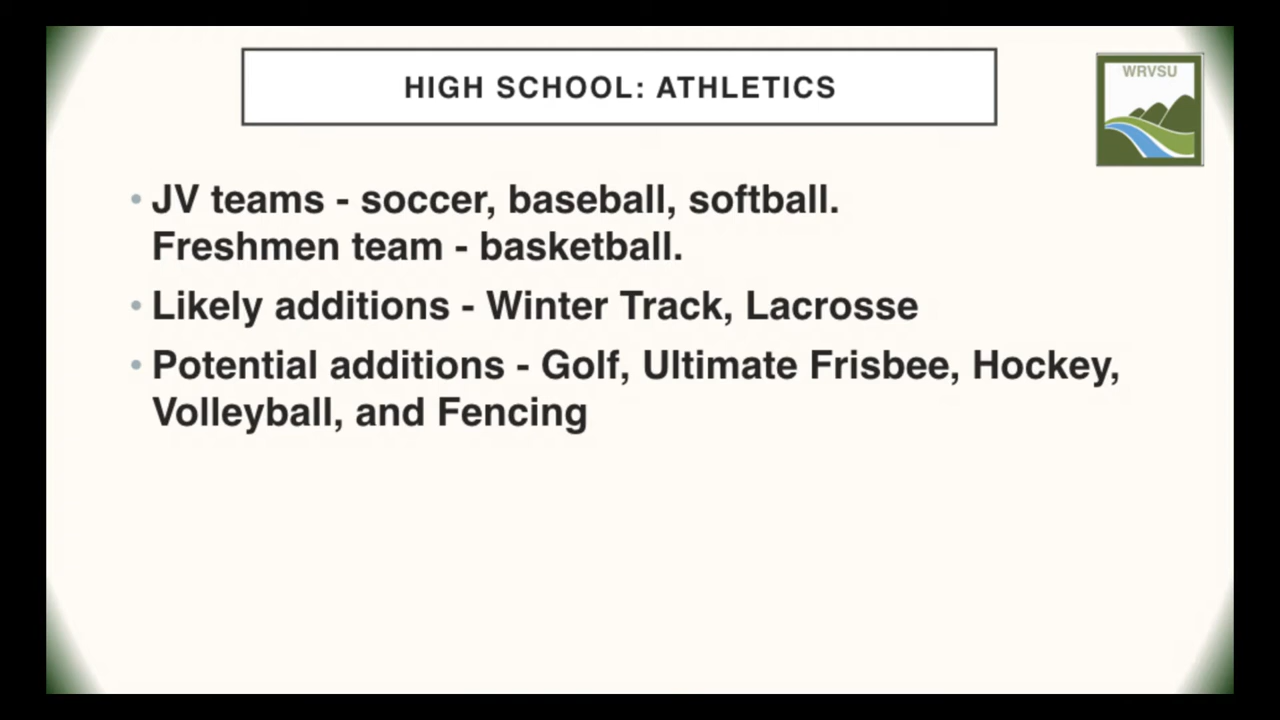 HIGH SCHOOL: ATHLETICS
WRVSU
• JV teams - soccer, baseball, softball.
Freshmen team - basketball.
• Likely additions - Winter Track, Lacrosse
• Potential additions - Golf, Ultimate Frisbee, Hockey,
Volleyball, and Fencing